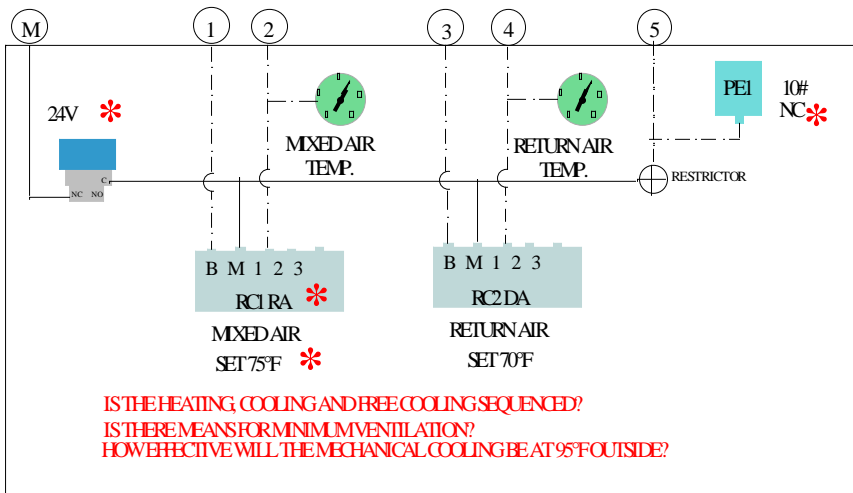 M 1 2 3 4 5
24V *
PE1 10#
NC *
MIXED AIR
TEMP.
RETURN AIR
TEMP.
C
NC NO
RESTRICTOR
B M 1 2 3
RC1 RA *
B M 1 2 3
RC2 DA
MIXED AIR
SET 75°F *
RETURN AIR
SET 70°F
IS THE HEATING, COOLING AND FREE COOLING SEQUENCED?
IS THERE MEANS FOR MINIMUM VENTILATION?
HOW EFFECTIVE WILL THE MECHANICAL COOLING BE AT 95°F OUTSIDE?